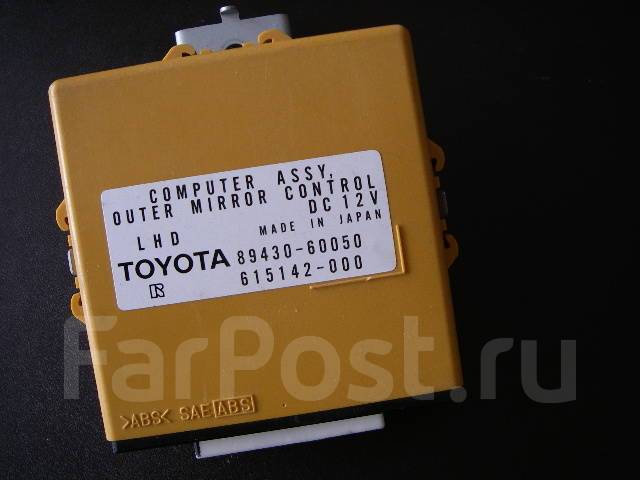 COMPUTER ASSY,
OUTER MIRROR CONTROL
DC 12V
LHD MADE IN JAPAN
TOYOTA 89430-60050
R 615142-000
FarPost.ru
>ABS< SAE ABS